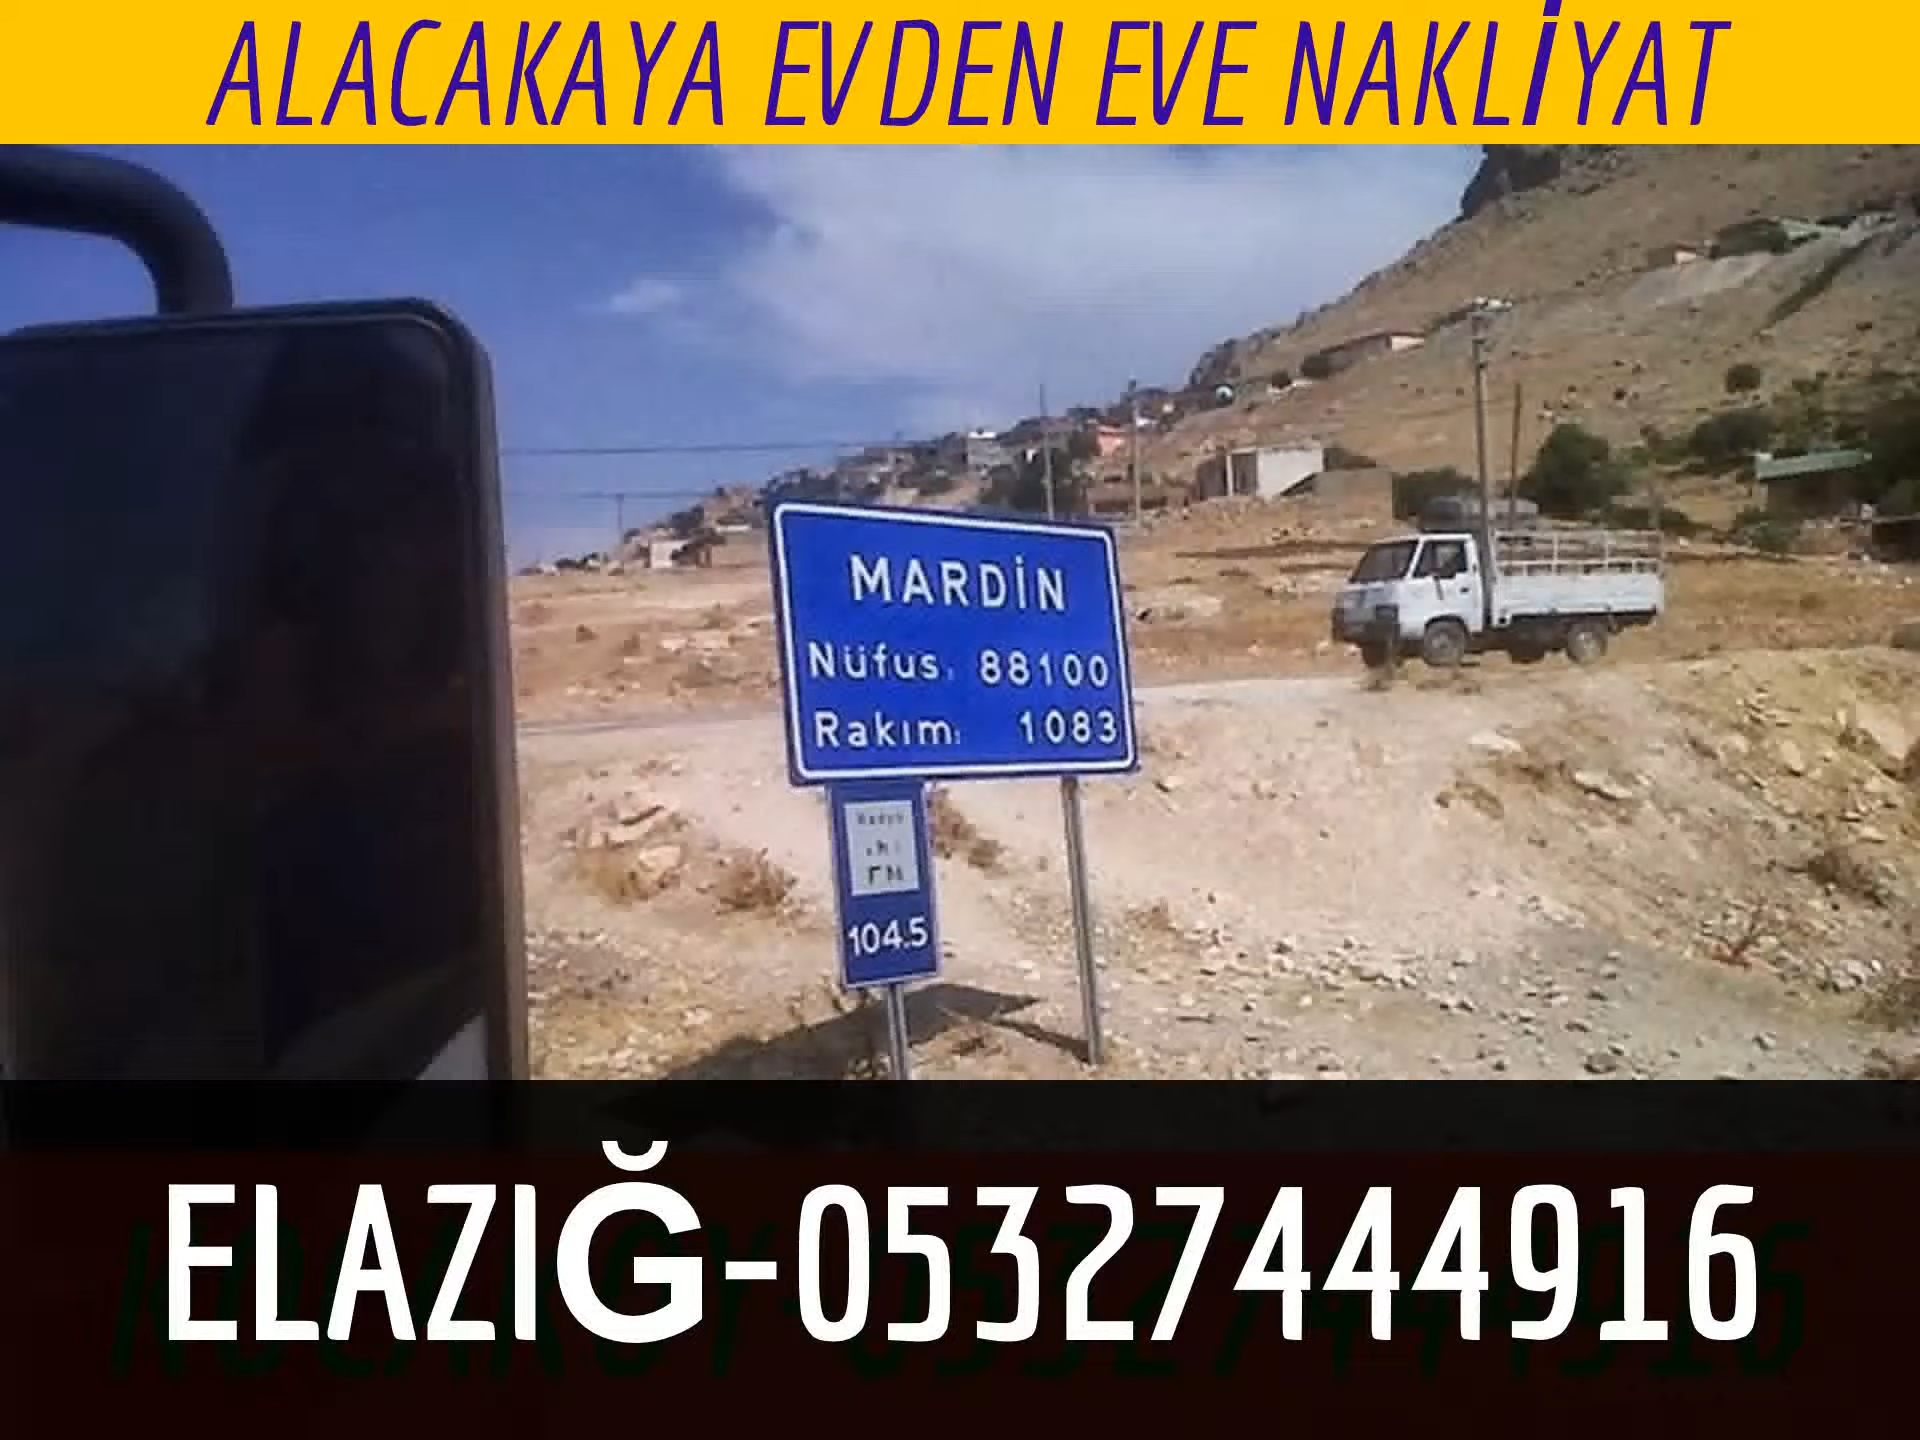 ALACAKAYA EVDEN EVE NAKLİYAT
MARDİN
Nüfus: 88100
Rakım: 1083
104.5
ELAZIĞ-05327444916